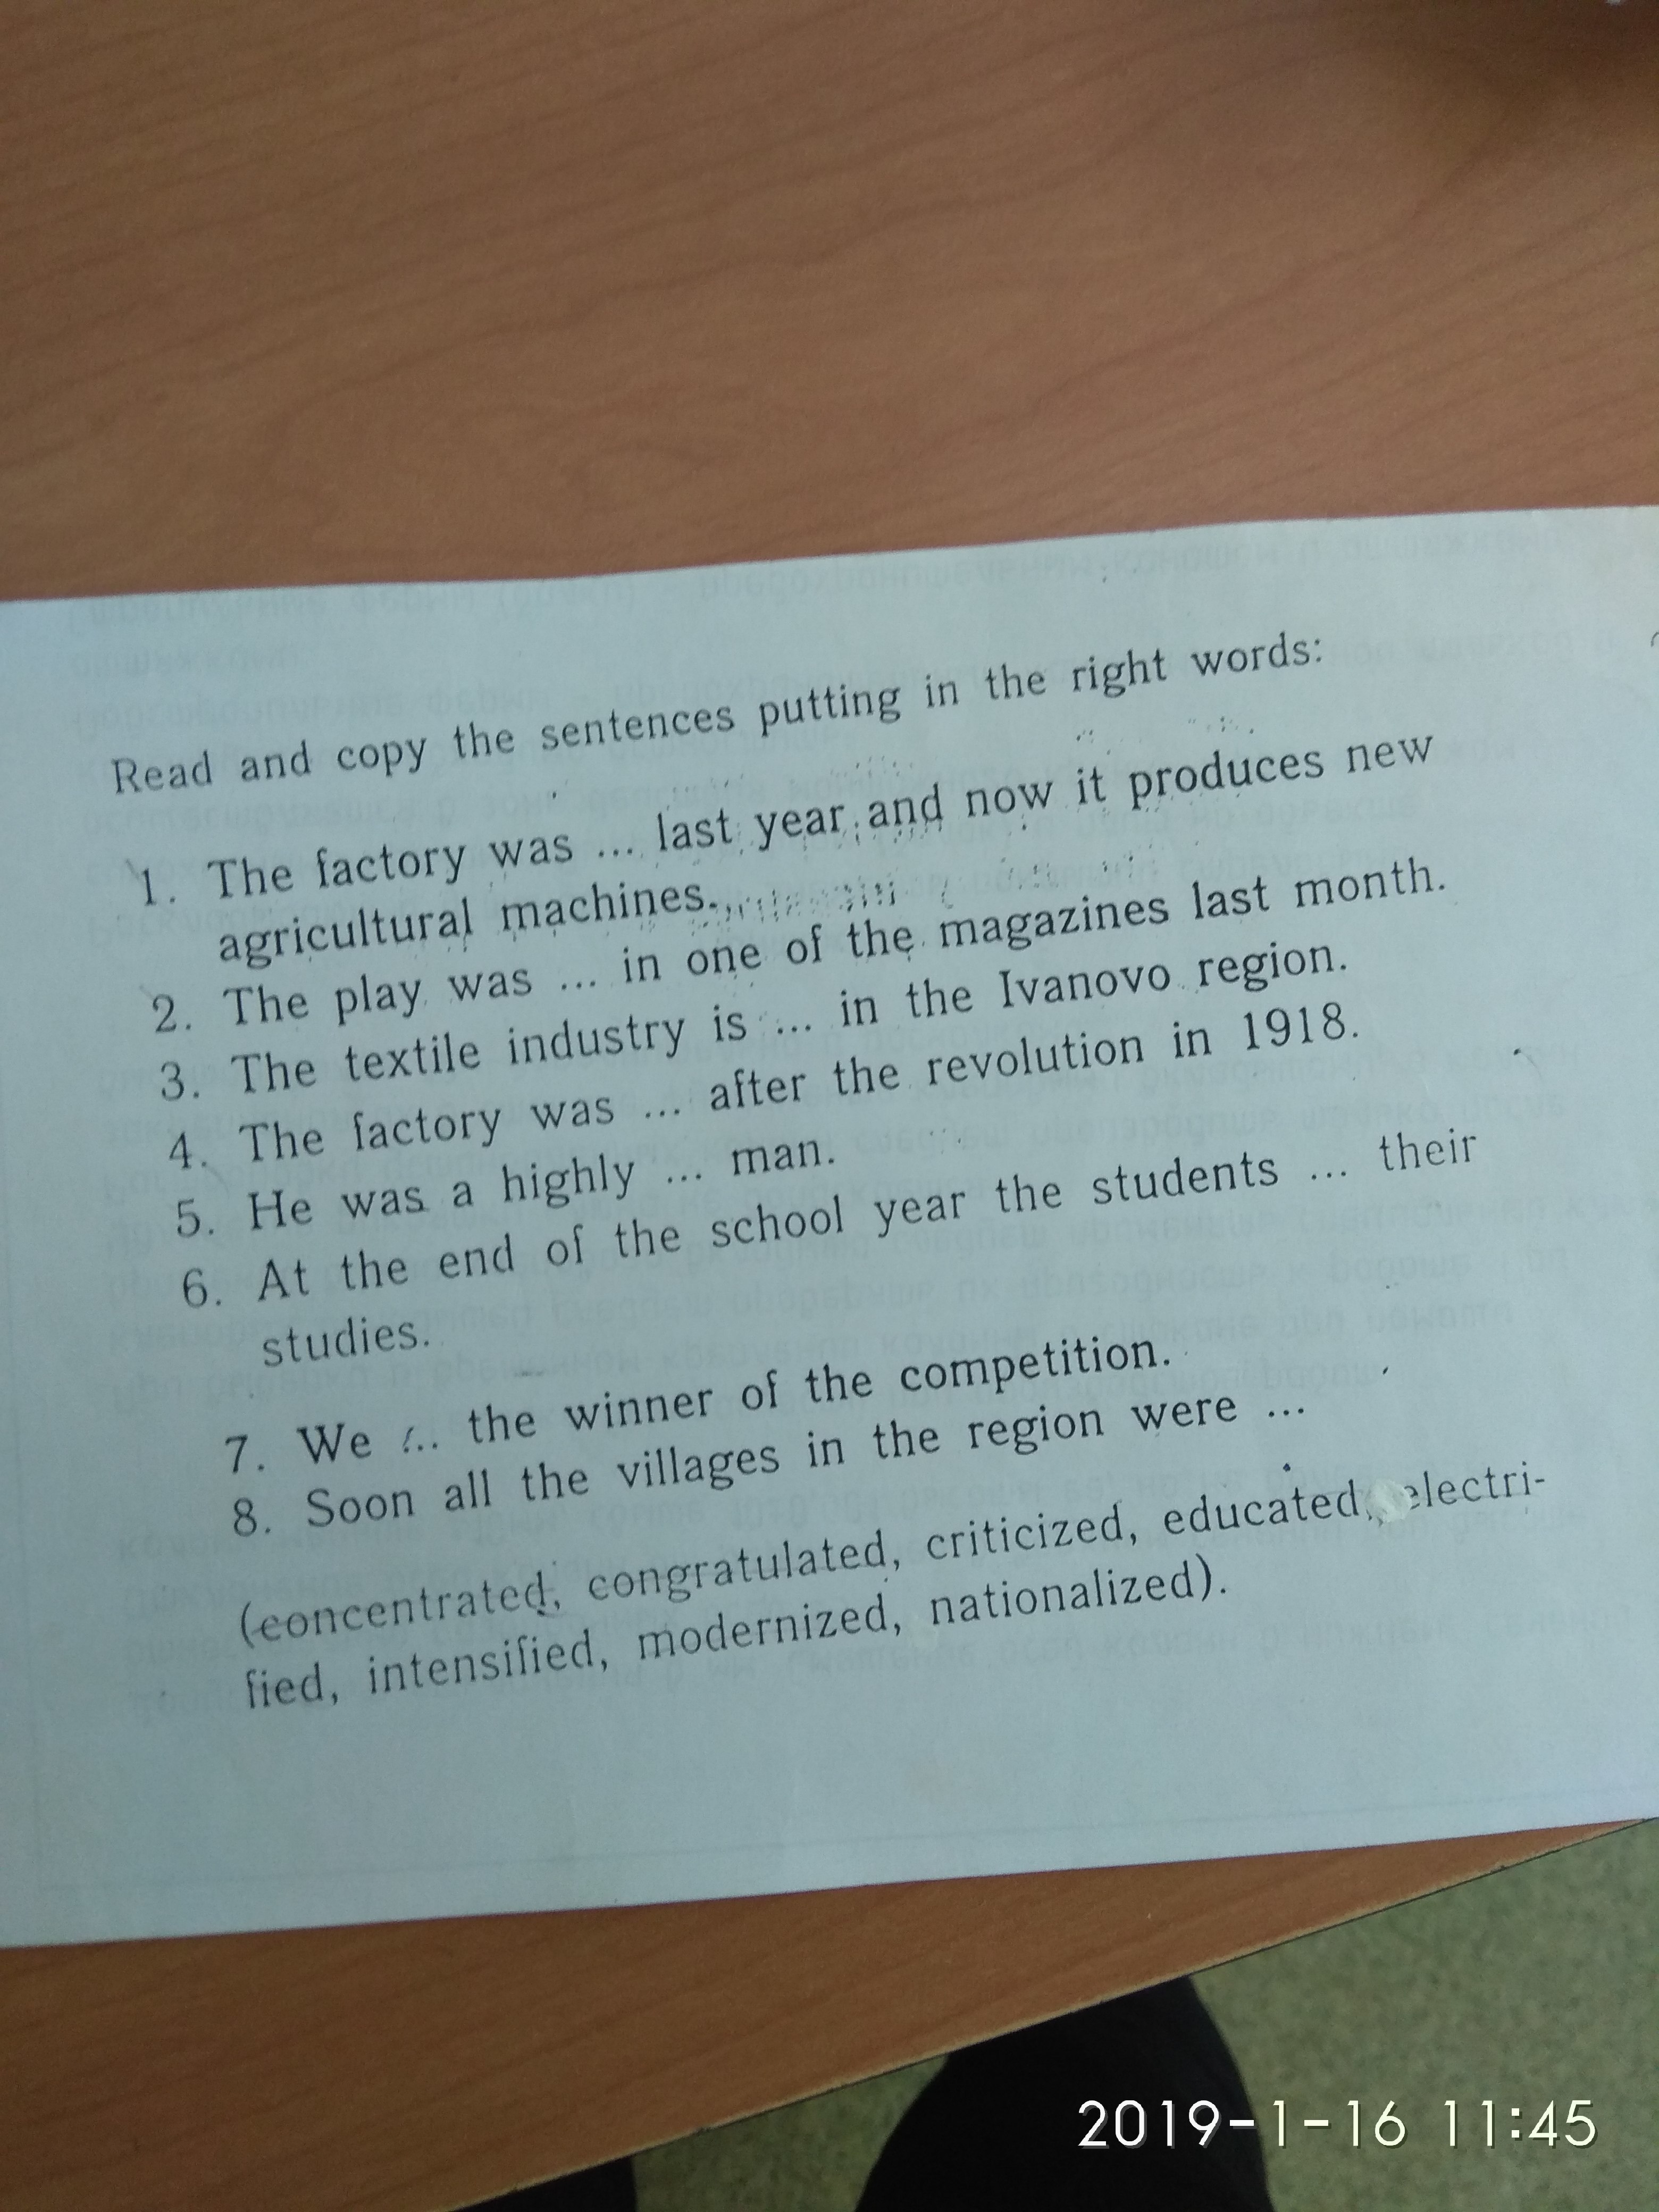 Read and copy the sentences putting in the right words:
1. The factory was ... last year and now it produces new
agricultural machines.
2. The play was ... in one of the magazines last month.
3. The textile industry is ... in the Ivanovo region.
4. The factory was ... after the revolution in 1918.
5. He was a highly ... man.
6. At the end of the school year the students ... their
studies.
7. We ... the winner of the competition.
8. Soon all the villages in the region were ...
(concentrated, congratulated, criticized, educated, electri-
fied, intensified, modernized, nationalized).
2019-1-16 11:45